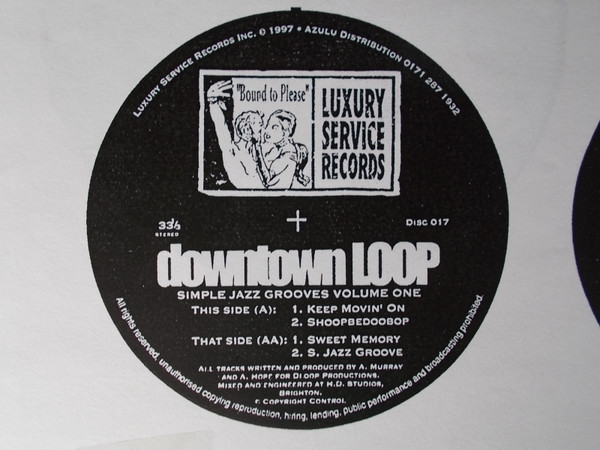 LUXURY SERVICE RECORDS INC. © 1997 • AZULU DISTRIBUTION 0171 287 1932
"Bound to Please"
LUXURY
SERVICE
RECORDS
33⅓
STEREO
DISC 017
downtown LOOP
SIMPLE JAZZ GROOVES VOLUME ONE
THIS SIDE (A): 1. KEEP MOVIN' ON
2. SHOOPBEDOOBOP
THAT SIDE (AA): 1. SWEET MEMORY
2. S. JAZZ GROOVE
ALL TRACKS WRITTEN AND PRODUCED BY A. MURRAY
AND A. HOPE FOR DLOOP PRODUCTIONS.
MIXED AND ENGINEERED AT H.D. STUDIOS,
BRIGHTON.
COPYRIGHT CONTROL.
All rights reserved, unauthorised copying reproduction, hiring, lending, public performance and broadcasting prohibited.